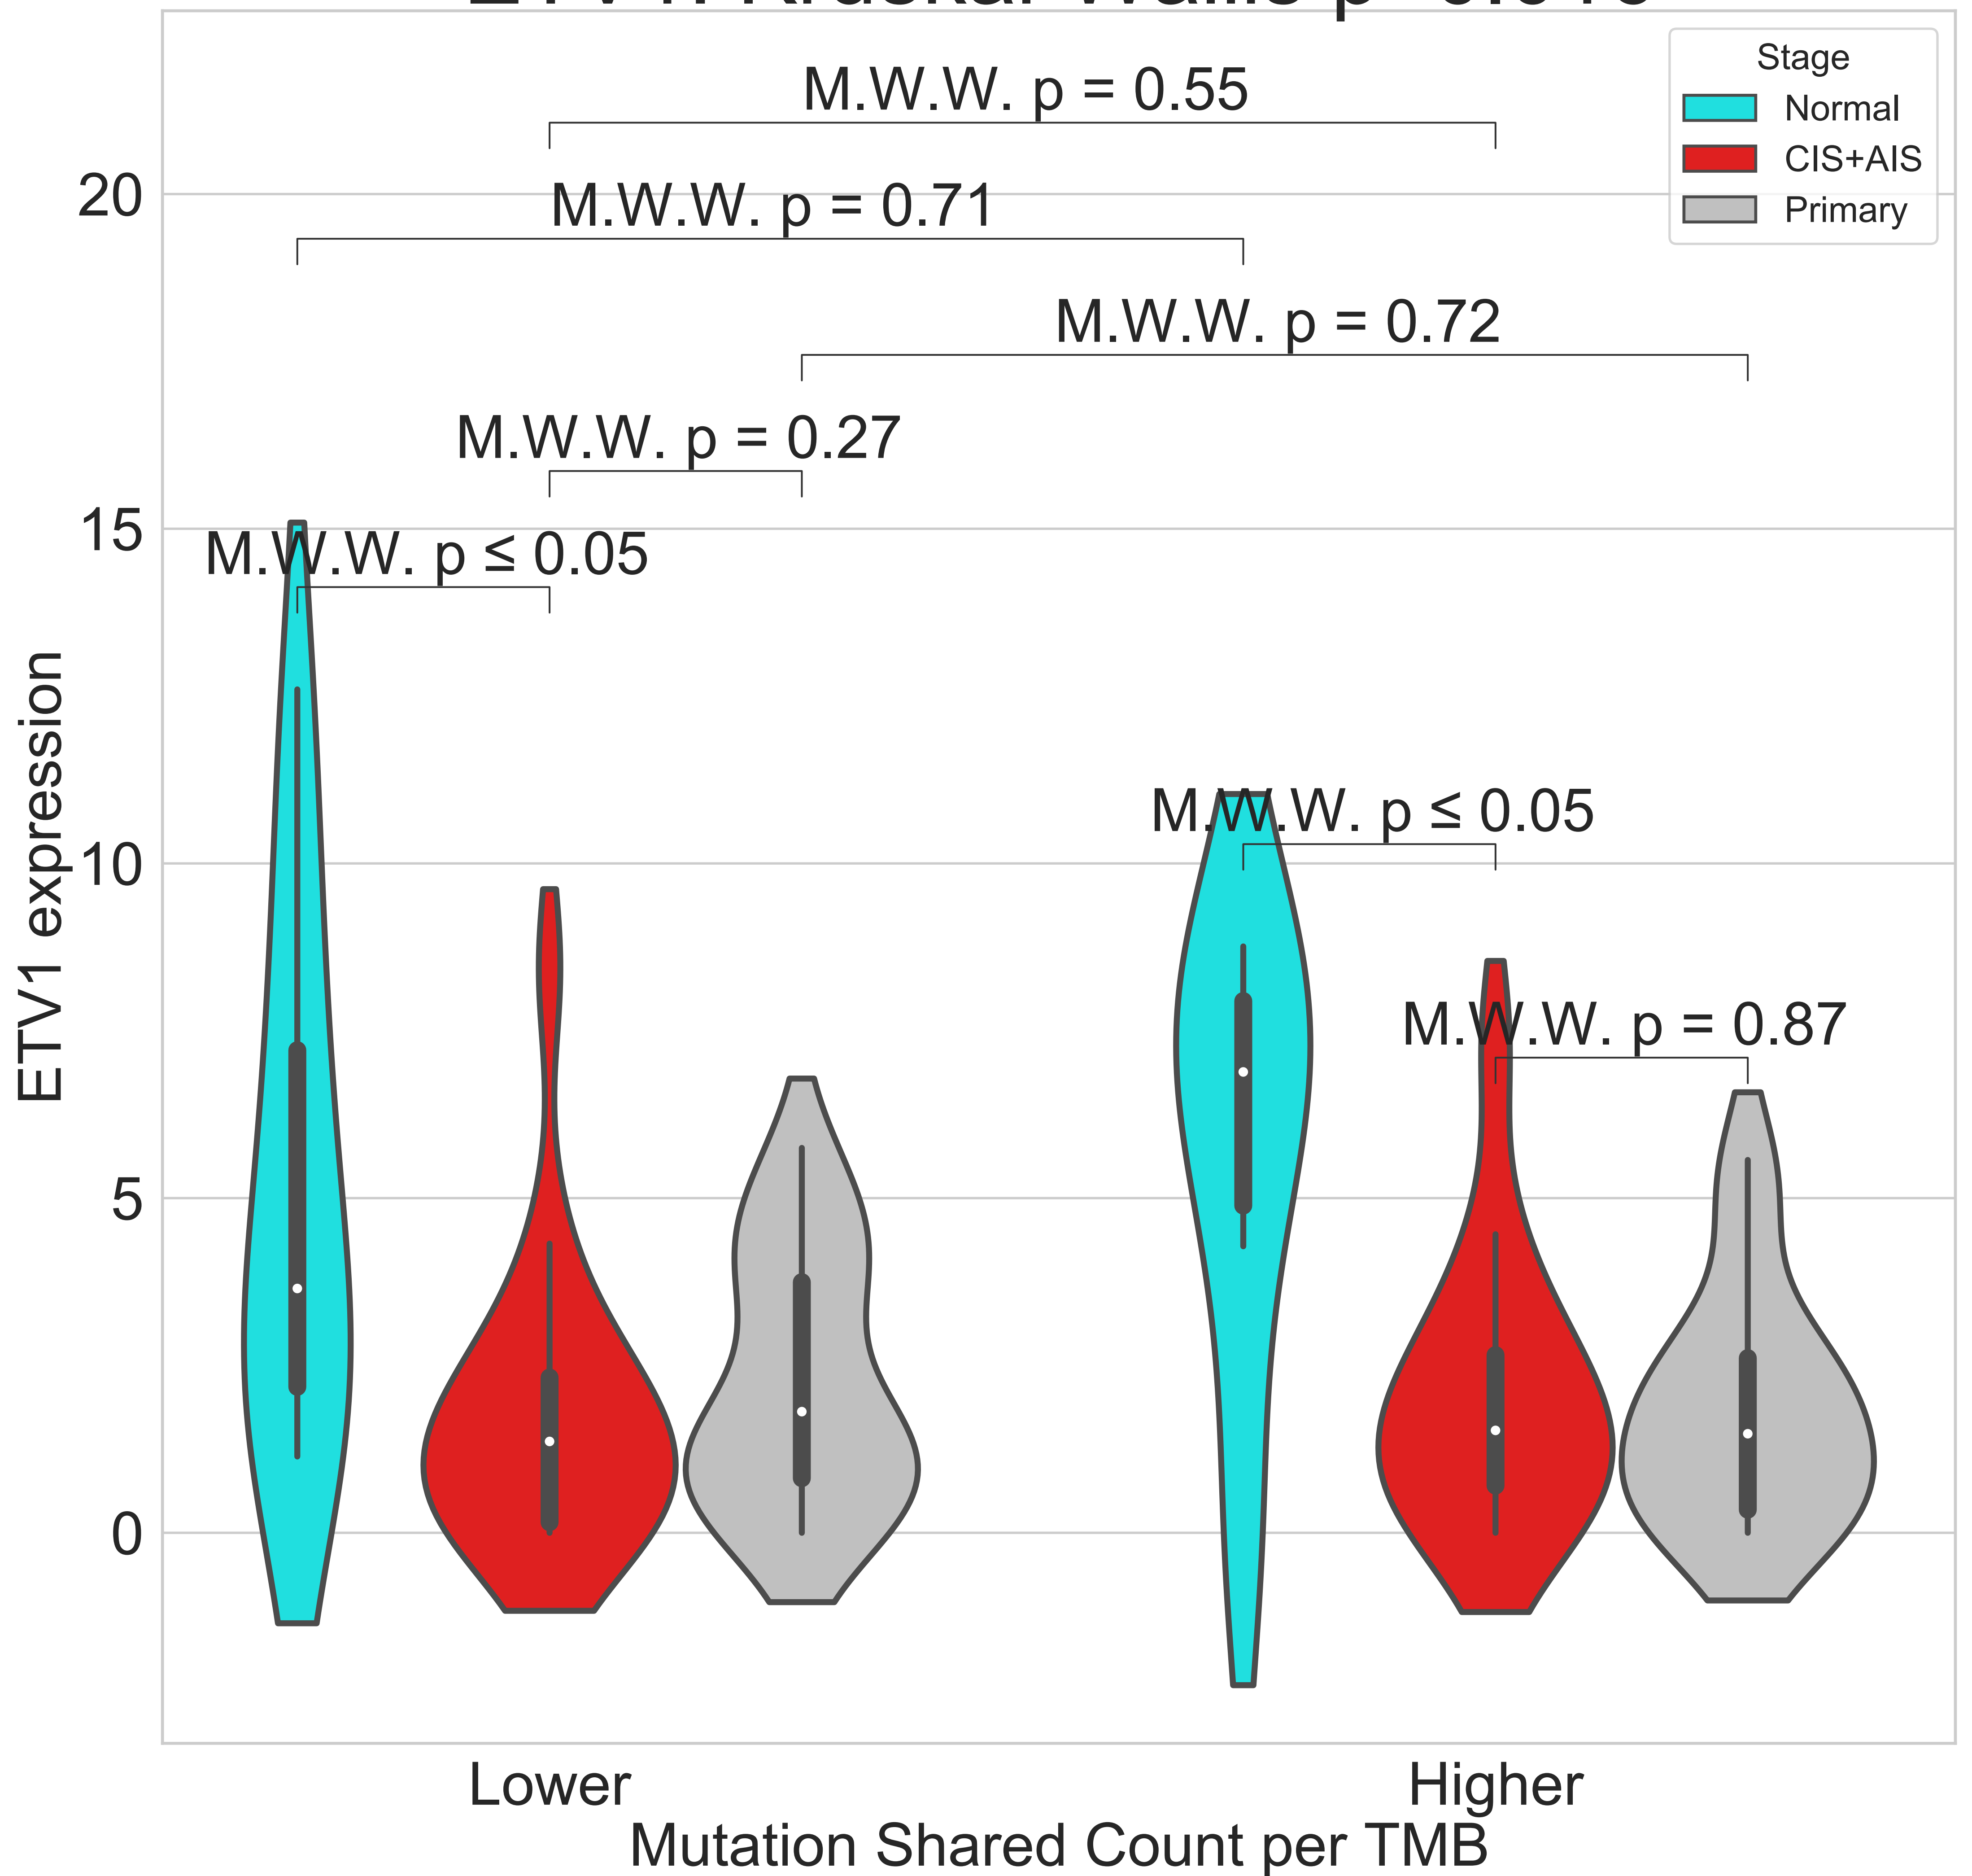 M.W.W. p = 0.55
Stage
Normal
CIS+AIS
Primary
M.W.W. p = 0.71
M.W.W. p = 0.72
M.W.W. p = 0.27
M.W.W. p ≤ 0.05
M.W.W. p ≤ 0.05
M.W.W. p = 0.87
20
15
10
5
0
ETV1 expression
Lower
Higher
Mutation Shared Count per TMB